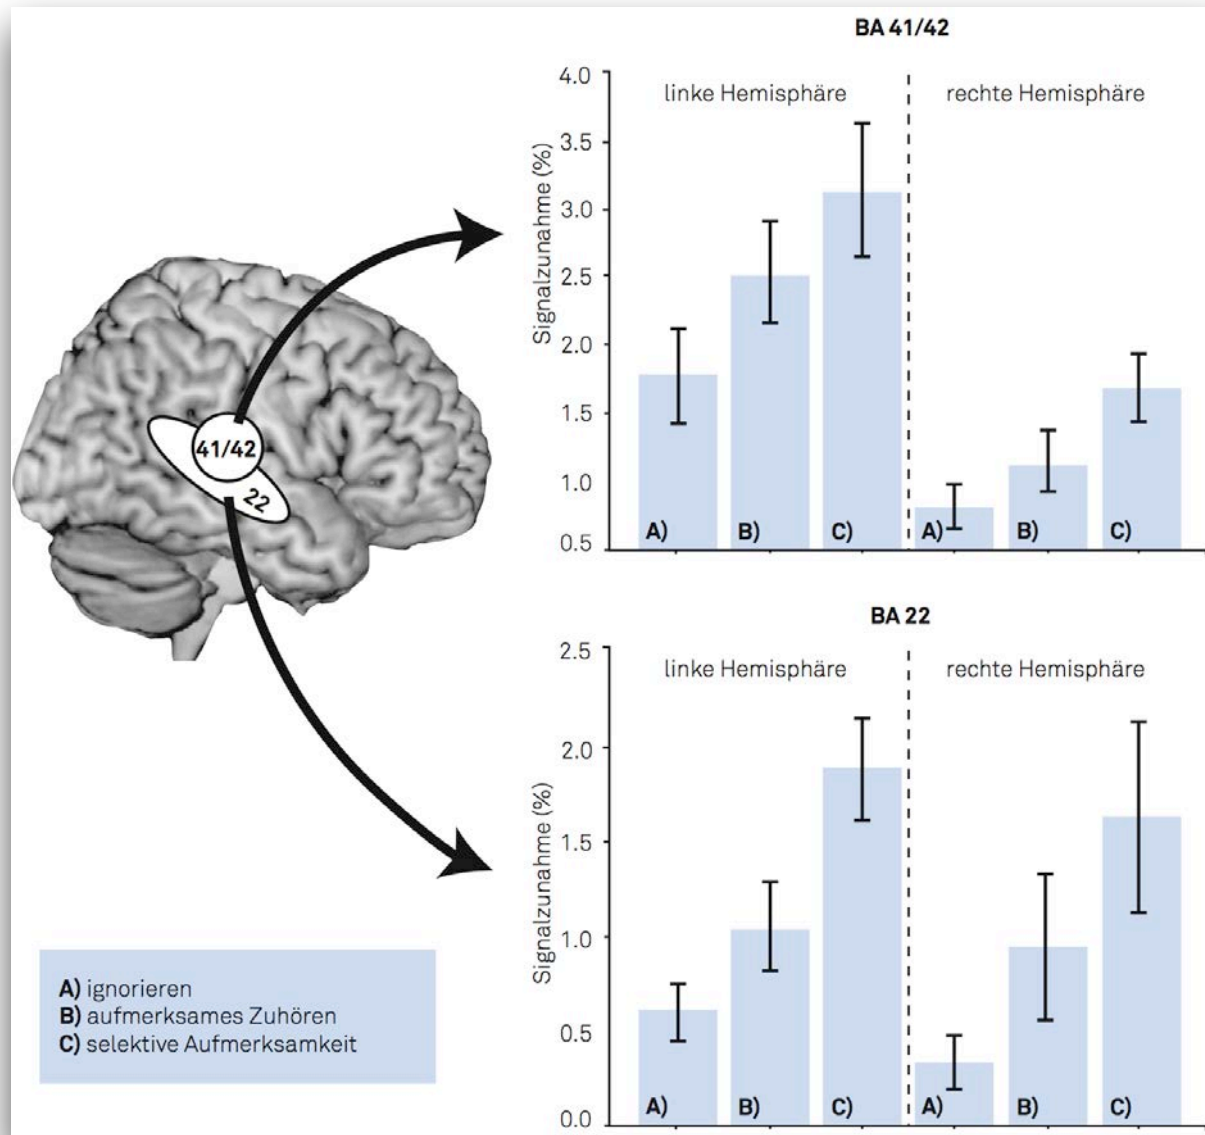 BA 41/42
linke Hemisphäre
rechte Hemisphäre
Signalzunahme (%)
4.0
3.5
3.0
2.5
2.0
1.5
1.0
0.5
A)
B)
C)
A)
B)
C)
41/42
22
BA 22
linke Hemisphäre
rechte Hemisphäre
Signalzunahme (%)
2.5
2.0
1.5
1.0
0.5
0.0
A)
B)
C)
A)
B)
C)
A) ignorieren
B) aufmerksames Zuhören
C) selektive Aufmerksamkeit